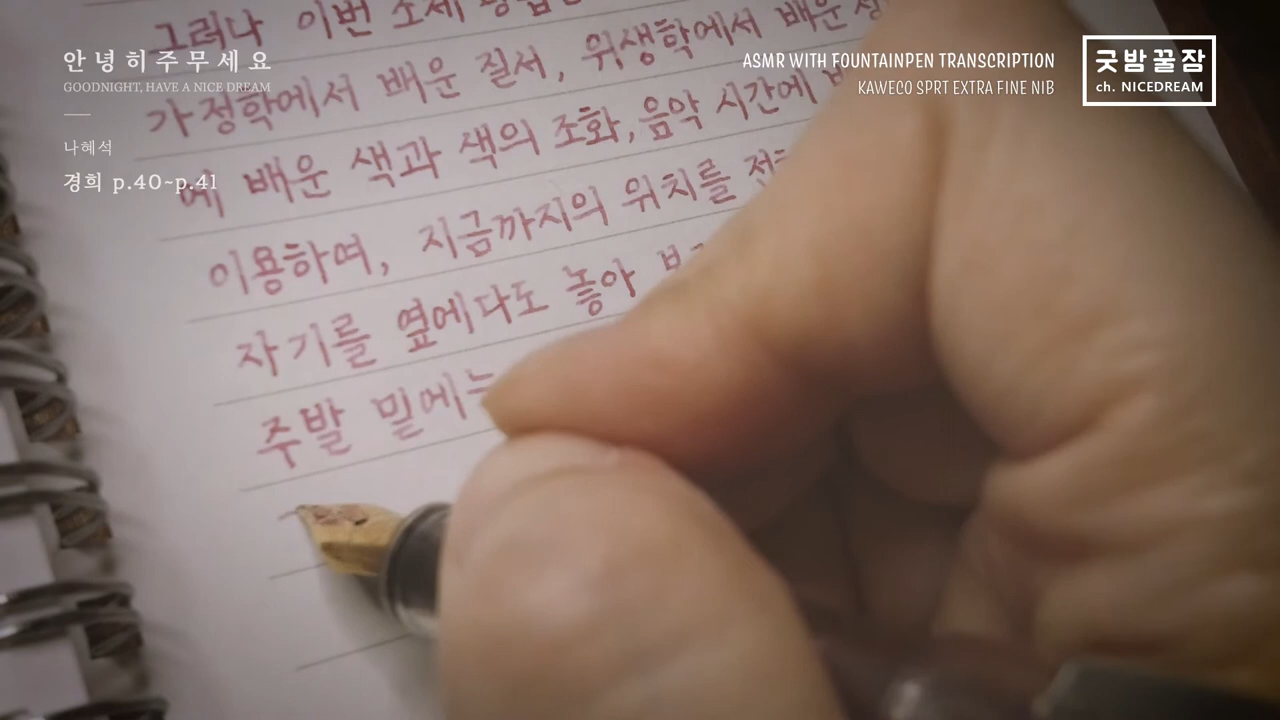 안녕히주무세요
GOODNIGHT, HAVE A NICE DREAM
나혜석
경희 p.40~p.41
ASMR WITH FOUNTAINPEN TRANSCRIPTION
KAWECO SPRT EXTRA FINE NIB
굿밤꿀잠
ch. NICEDREAM
그러나 이번 소제
가정학에서 배운 질서, 위생학에서 배운
에 배운 색과 색의 조화, 음악 시간에
이용하여, 지금까지의 위치를
자기를 옆에다도 놓아
주발 밑에는